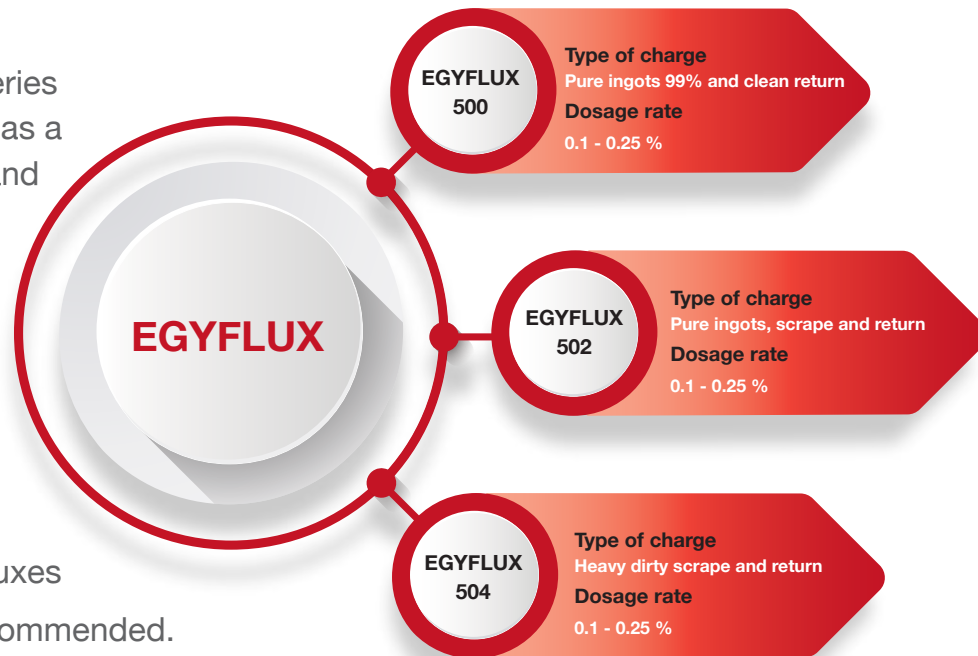 eries
as a
and
EGYFLUX
EGYFLUX
500
Type of charge
Pure ingots 99% and clean return
Dosage rate
0.1 - 0.25 %
EGYFLUX
502
Type of charge
Pure ingots, scrape and return
Dosage rate
0.1 - 0.25 %
EGYFLUX
504
Type of charge
Heavy dirty scrape and return
Dosage rate
0.1 - 0.25 %
uxes
ommended.